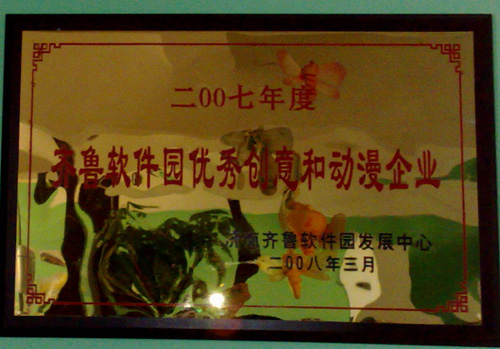 二00七年度
齐鲁软件园优秀创意和动漫企业
济南齐鲁软件园发展中心
二00八年三月